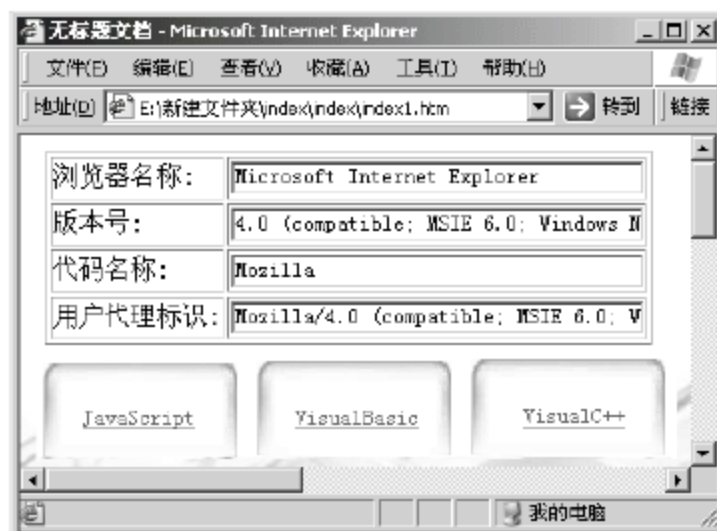 无标题文档 - Microsoft Internet Explorer
文件(F) 编辑(E) 查看(V) 收藏(A) 工具(T) 帮助(H)
地址(D) E:\新建文件夹\index\index\index1.htm 转到 链接
浏览器名称: Microsoft Internet Explorer
版本号: 4.0 (compatible; MSIE 6.0; Windows N
代码名称: Mozilla
用户代理标识: Mozilla/4.0 (compatible; MSIE 6.0; W
JavaScript VisualBasic VisualC++
我的电脑